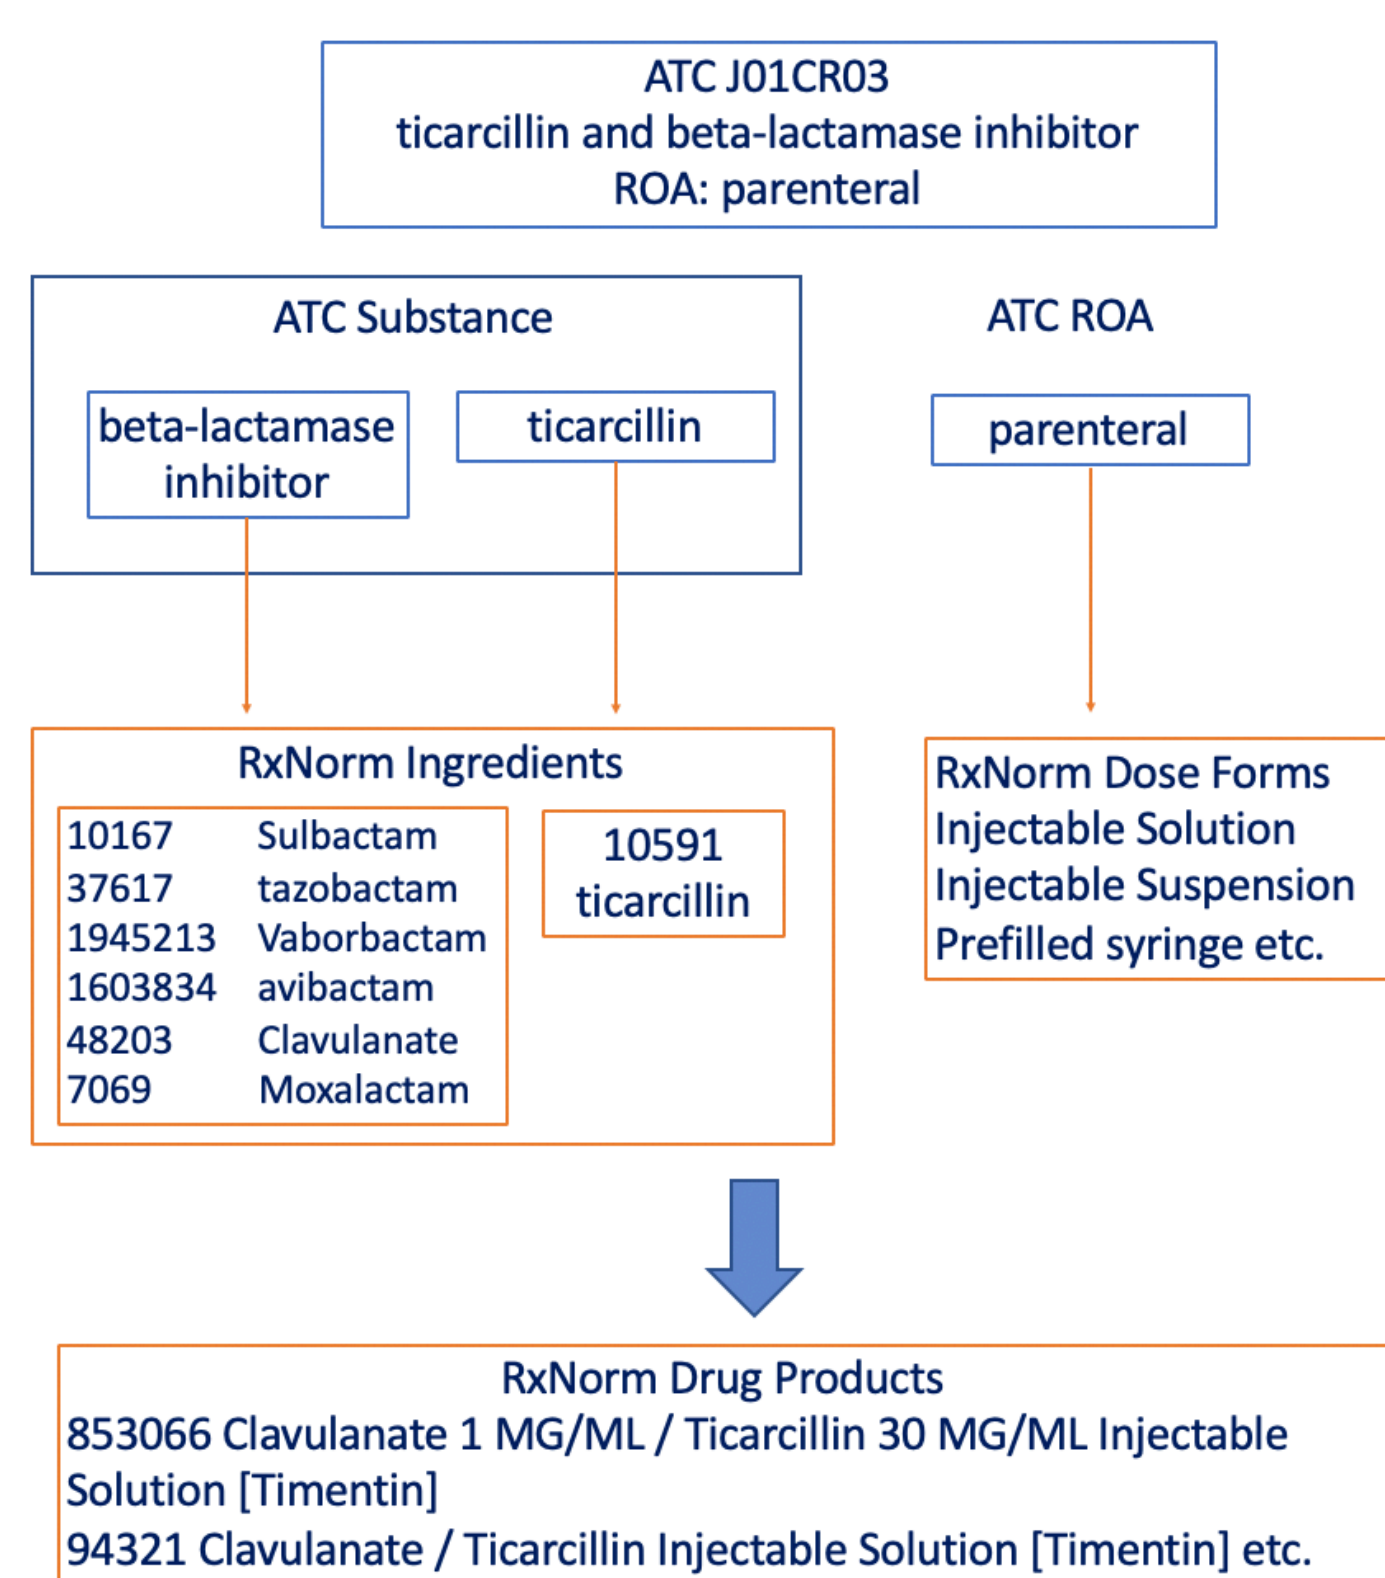 ATC J01CR03
ticarcillin and beta-lactamase inhibitor
ROA: parenteral
ATC Substance
beta-lactamase
inhibitor
ticarcillin
ATC ROA
parenteral
RxNorm Ingredients
10167 Sulbactam
37617 tazobactam
1945213 Vaborbactam
1603834 avibactam
48203 Clavulanate
7069 Moxalactam
10591
ticarcillin
RxNorm Dose Forms
Injectable Solution
Injectable Suspension
Prefilled syringe etc.
RxNorm Drug Products
853066 Clavulanate 1 MG/ML / Ticarcillin 30 MG/ML Injectable
Solution [Timentin]
94321 Clavulanate / Ticarcillin Injectable Solution [Timentin] etc.